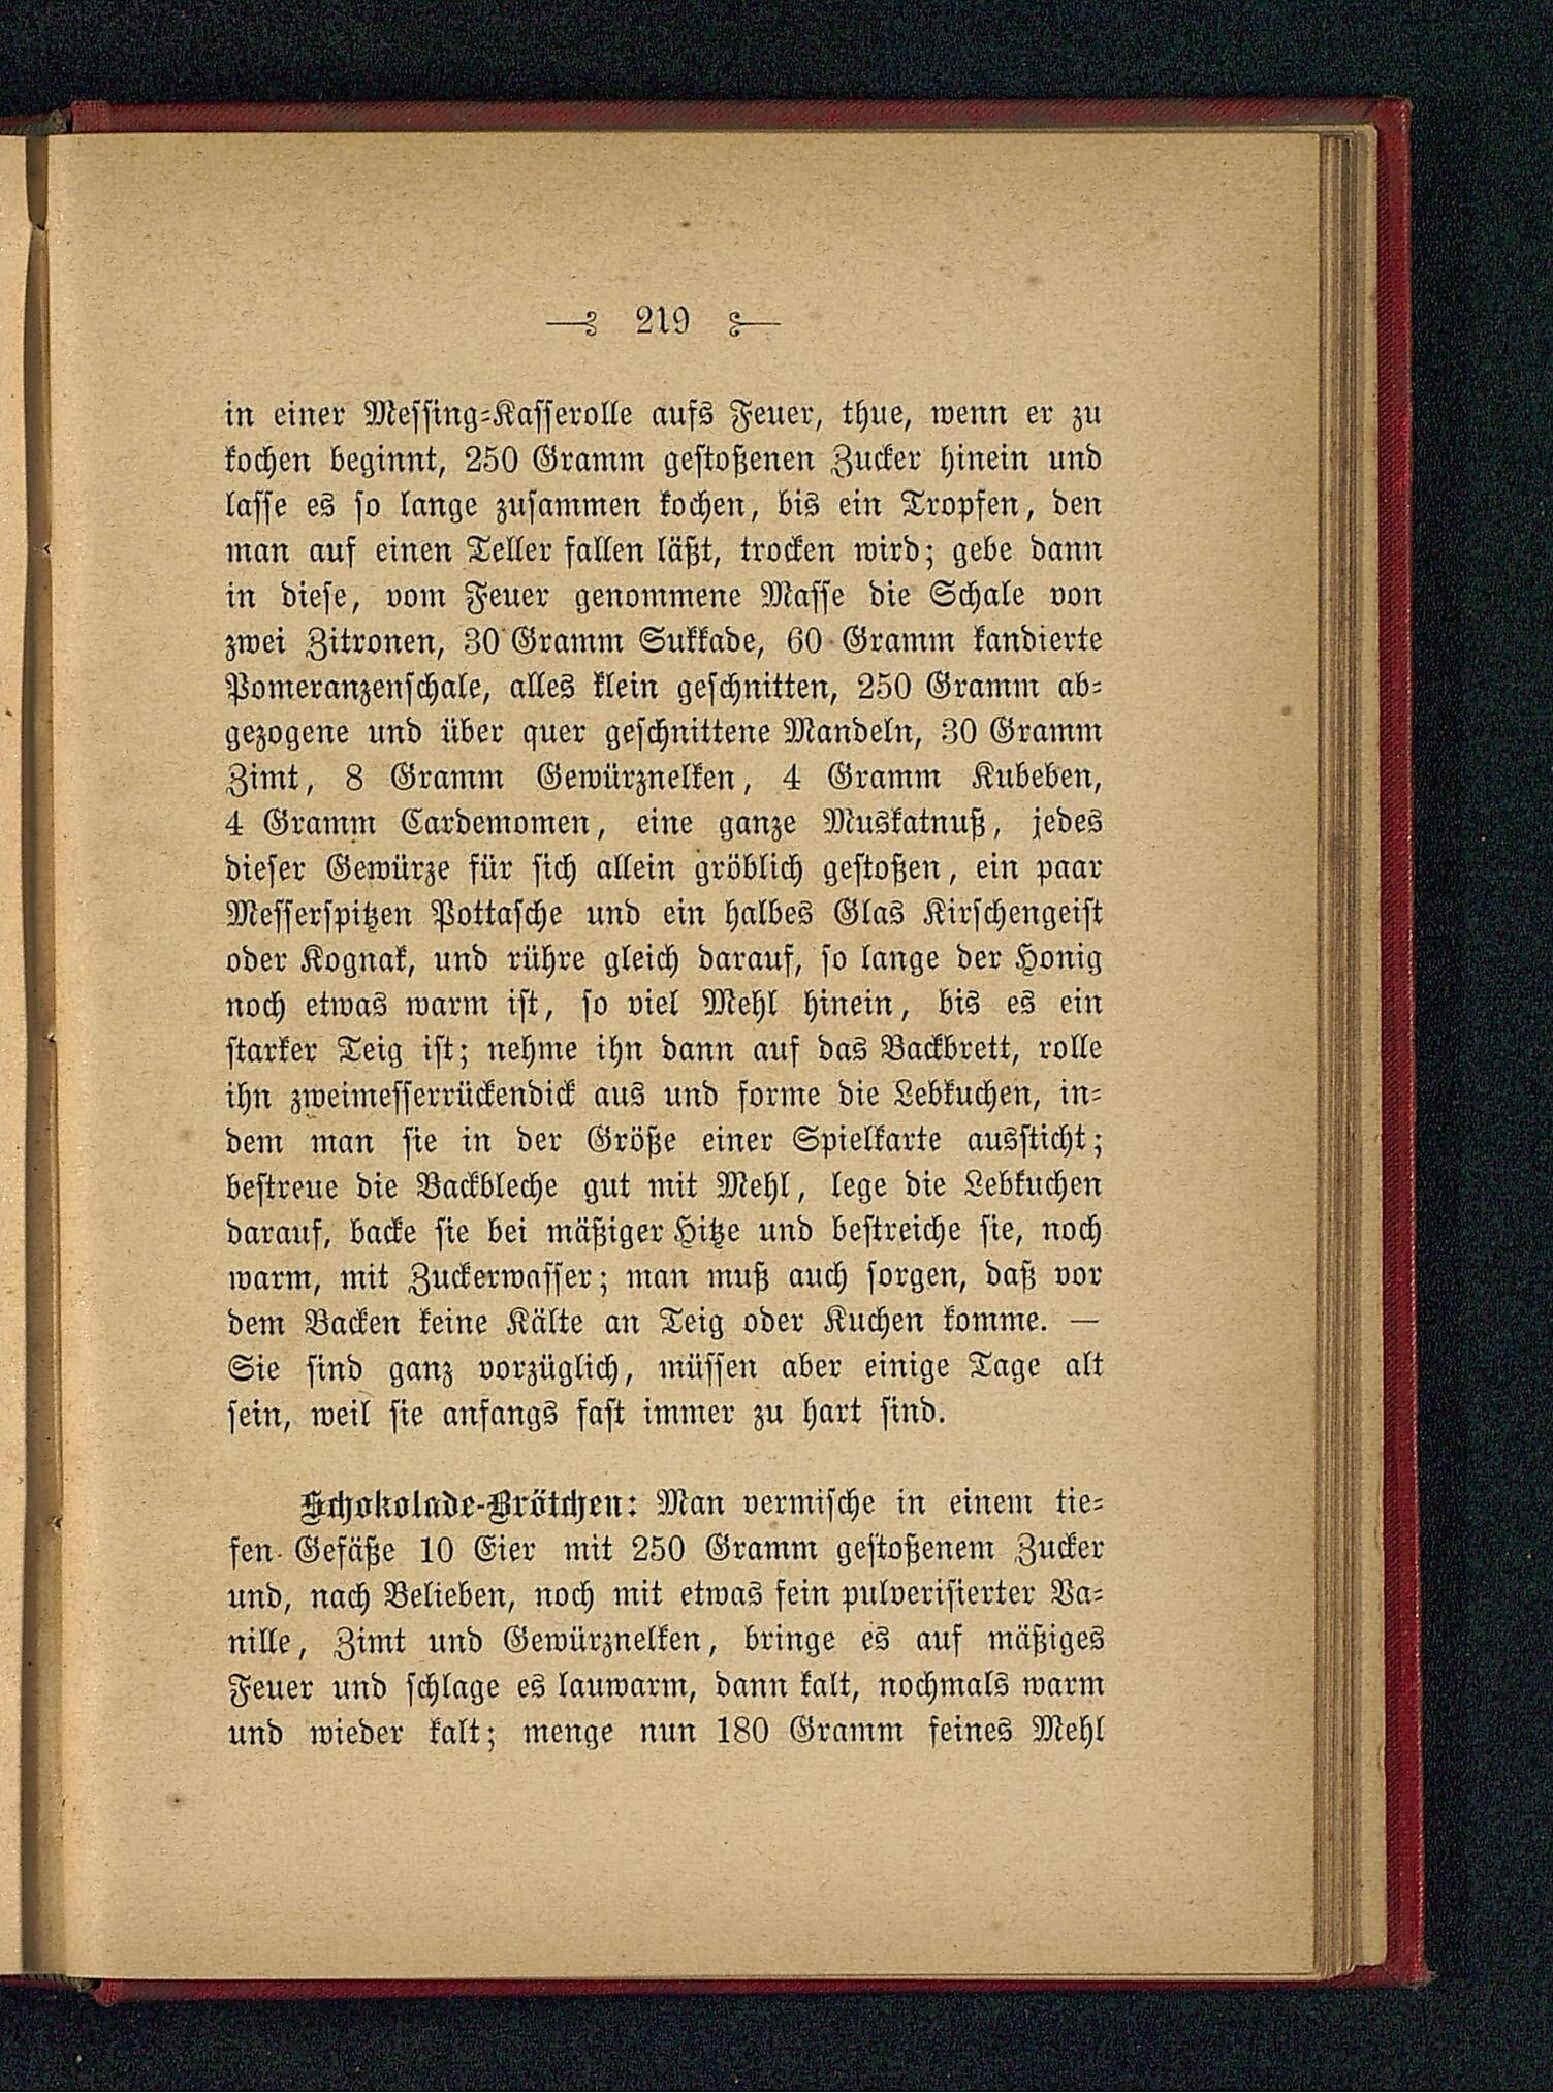 219
in einer Messing-Kasserolle aufs Feuer, thue, wenn er zu
kochen beginnt, 250 Gramm gestoßenen Zucker hinein und
lasse es so lange zusammen kochen, bis ein Tropfen, den
man auf einen Teller fallen läßt, trocken wird; gebe dann
in diese, vom Feuer genommene Masse die Schale von
zwei Zitronen, 30 Gramm Sukkade, 60 Gramm kandierte
Pomeranzenschale, alles klein geschnitten, 250 Gramm ab-
gezogene und über quer geschnittene Mandeln, 30 Gramm
Zimt, 8 Gramm Gewürznelken, 4 Gramm Kubeben,
4 Gramm Cardemomen, eine ganze Muskatnuß, jedes
dieser Gewürze für sich allein gröblich gestoßen, ein paar
Messerspitzen Pottasche und ein halbes Glas Kirschengeist
oder Kognak, und rühre gleich darauf, so lange der Honig
noch etwas warm ist, so viel Mehl hinein, bis es ein
starker Teig ist; nehme ihn dann auf das Backbrett, rolle
ihn zweimesserrückendick aus und forme die Lebkuchen, in-
dem man sie in der Größe einer Spielkarte aussticht;
bestreue die Backbleche gut mit Mehl, lege die Lebkuchen
darauf, backe sie bei mäßiger Hitze und bestreiche sie, noch
warm, mit Zuckerwasser; man muß auch sorgen, daß vor
dem Backen keine Kälte an Teig oder Kuchen komme. —
Sie sind ganz vorzüglich, müssen aber einige Tage alt
sein, weil sie anfangs fast immer zu hart sind.
Schokolade-Brötchen: Man vermische in einem tie-
fen Gefäße 10 Eier mit 250 Gramm gestoßenem Zucker
und, nach Belieben, noch mit etwas fein pulverisierter Va-
nille, Zimt und Gewürznelken, bringe es auf mäßiges
Feuer und schlage es lauwarm, dann kalt, nochmals warm
und wieder kalt; menge nun 180 Gramm feines Mehl